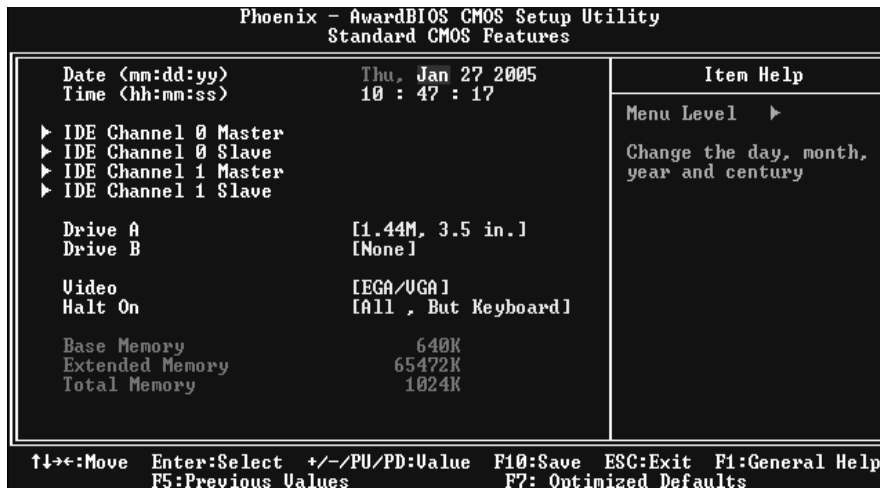 Phoenix - AwardBIOS CMOS Setup Utility
Standard CMOS Features
Date (mm:dd:yy) Thu, Jan 27 2005
Time (hh:mm:ss) 10 : 47 : 17
IDE Channel 0 Master
IDE Channel 0 Slave
IDE Channel 1 Master
IDE Channel 1 Slave
Drive A [1.44M, 3.5 in.]
Drive B [None]
Video [EGA/VGA]
Halt On [All , But Keyboard]
Base Memory 640K
Extended Memory 65472K
Total Memory 1024K
Item Help
Menu Level
Change the day, month,
year and century
↑↓→←:Move Enter:Select +/-/PU/PD:Value F10:Save ESC:Exit F1:General Help
F5:Previous Values F7: Optimized Defaults